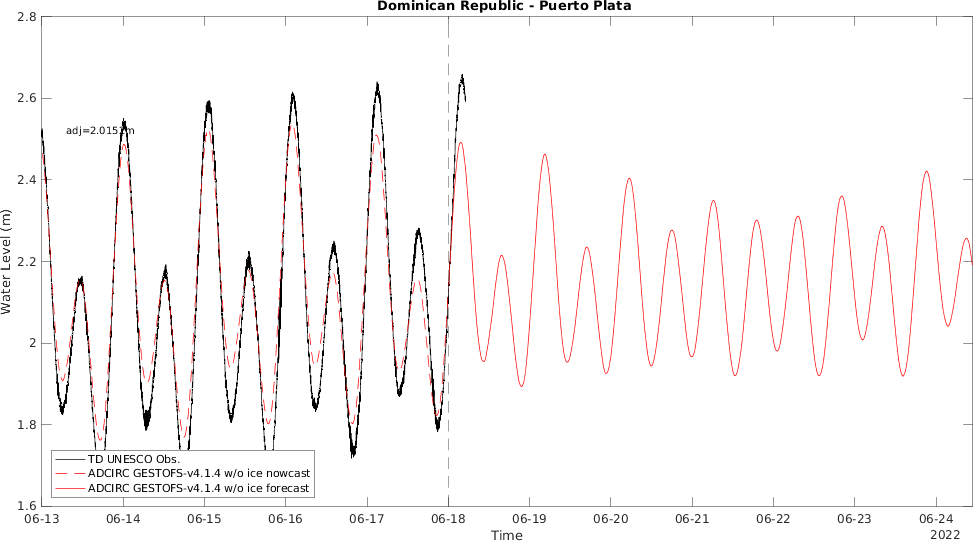 Dominican Republic - Puerto Plata
2.8
2.6
2.4
2.2
2
1.8
1.6
Water Level (m)
adj=2.0151m
TD UNESCO Obs.
ADCIRC GESTOFS-v4.1.4 w/o ice nowcast
ADCIRC GESTOFS-v4.1.4 w/o ice forecast
06-13 06-14 06-15 06-16 06-17 06-18 06-19 06-20 06-21 06-22 06-23 06-24
2022
Time